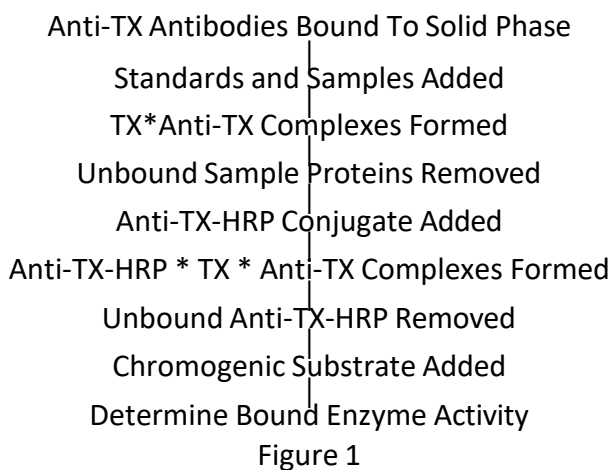 Anti-TX Antibodies Bound To Solid Phase
Standards and Samples Added
TX*Anti-TX Complexes Formed
Unbound Sample Proteins Removed
Anti-TX-HRP Conjugate Added
Anti-TX-HRP * TX * Anti-TX Complexes Formed
Unbound Anti-TX-HRP Removed
Chromogenic Substrate Added
Determine Bound Enzyme Activity
Figure 1